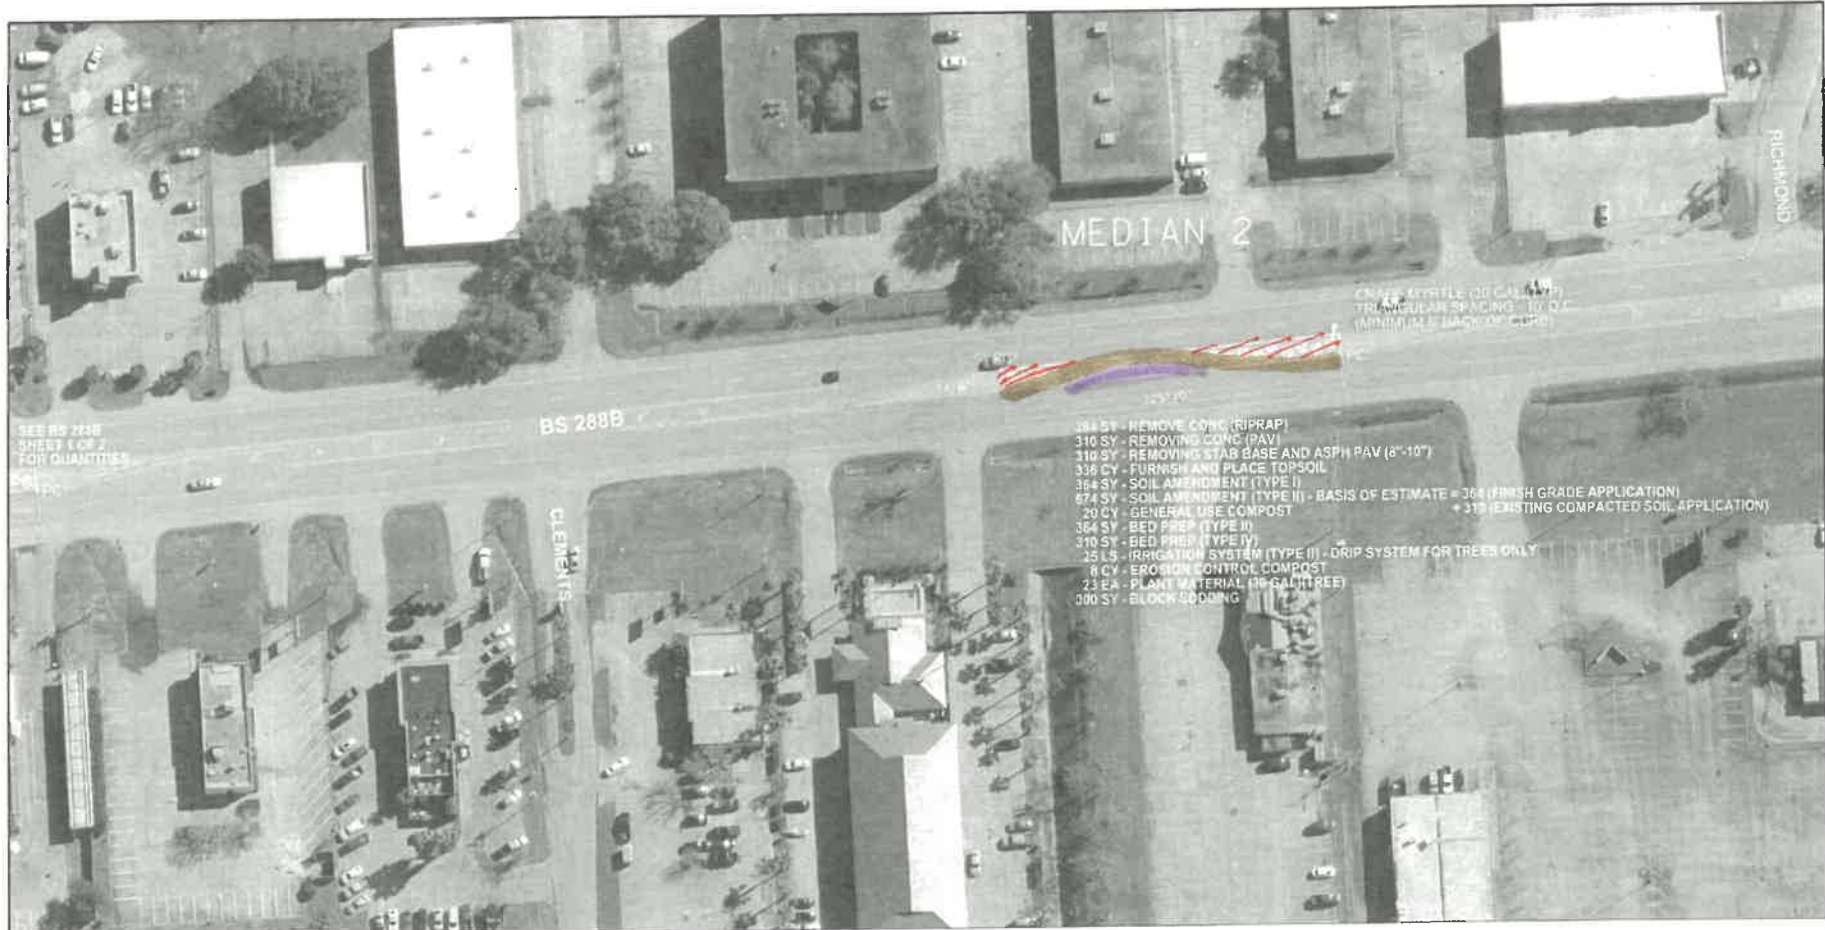 RICHMOND
MEDIAN 2
CRAPE MYRTLE (30 GAL)
TRIANGULAR SPACING 10' O.C.
(MINIMUM 6' BACK OF CURB)
BS 288B
325'
SEE BS 288B
SHEET 1 OF 2
FOR QUANTITIES
PC
SY - REMOVE CONC (RIPRAP)
310 SY - REMOVING CONC (PAV)
310 SY - REMOVING STAB BASE AND ASPH PAV (8"-10")
336 CY - FURNISH AND PLACE TOPSOIL
364 SY - SOIL AMENDMENT (TYPE I)
674 SY - SOIL AMENDMENT (TYPE II) - BASIS OF ESTIMATE = 364 (FINISH GRADE APPLICATION)
20 CY - GENERAL USE COMPOST + 310 (EXISTING COMPACTED SOIL APPLICATION)
364 SY - BED PREP (TYPE II)
310 SY - BED PREP (TYPE IV)
25 LS - IRRIGATION SYSTEM (TYPE II) - DRIP SYSTEM FOR TREES ONLY
8 CY - EROSION CONTROL COMPOST
23 EA - PLANT MATERIAL (30 GAL)(TREE)
300 SY - BLOCK SODDING
CLEMENTS